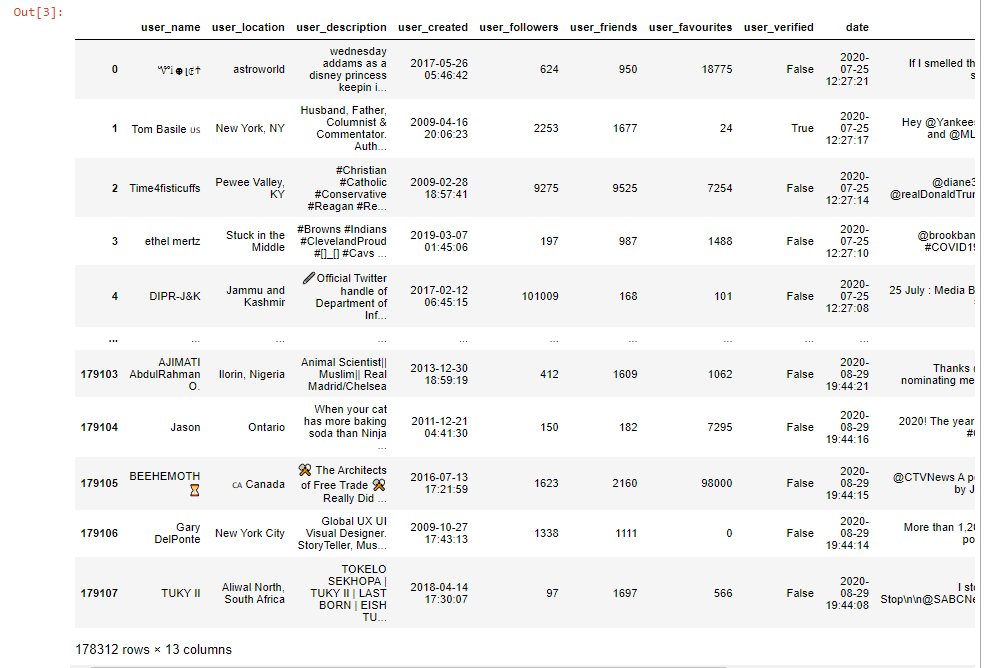 Out[3]:
user_name user_location user_description user_created user_followers user_friends user_favourites user_verified date
wednesday
addams as a
disney princess
keepin i...
0 astroworld 2017-05-26 05:46:42 624 950 18775 False 2020-07-25 12:27:21 If I smelled th
s
1 Tom Basile US New York, NY Husband, Father, Columnist & Commentator. Auth... 2009-04-16 20:06:23 2253 1677 24 True 2020-07-25 12:27:17 Hey @Yankee
and @ML
2 Time4fisticuffs Pewee Valley, KY #Christian #Catholic #Conservative #Reagan #Re... 2009-02-28 18:57:41 9275 9525 7254 False 2020-07-25 12:27:14 @diane3
@realDonaldTrum
3 ethel mertz Stuck in the Middle #Browns #Indians #ClevelandProud #[]_[] #Cavs ... 2019-03-07 01:45:06 197 987 1488 False 2020-07-25 12:27:10 @brookban
#COVID19
4 DIPR-J&K Jammu and Kashmir 🖊️Official Twitter handle of Department of Inf... 2017-02-12 06:45:15 101009 168 101 False 2020-07-25 12:27:08 25 July : Media B
... ... ... ... ... ... ... ... ... ...
179103 AJIMATI AbdulRahman O. Ilorin, Nigeria Animal Scientist|| Muslim|| Real Madrid/Chelsea 2013-12-30 18:59:19 412 1609 1062 False 2020-08-29 19:44:21 Thanks
nominating me
179104 Jason Ontario When your cat has more baking soda than Ninja ... 2011-12-21 04:41:30 150 182 7295 False 2020-08-29 19:44:16 2020! The year
179105 BEEHEMOTH ⏳ CA Canada ⚒️ The Architects of Free Trade ⚒️ Really Did ... 2016-07-13 17:21:59 1623 2160 98000 False 2020-08-29 19:44:15 @CTVNews A p
by J
179106 Gary DelPonte New York City Global UX UI Visual Designer. StoryTeller, Mus... 2009-10-27 17:43:13 1338 1111 0 False 2020-08-29 19:44:14 More than 1,20
po
179107 TUKY II Aliwal North, South Africa TOKELO SEKHOPA | TUKY II | LAST BORN | EISH TU... 2018-04-14 17:30:07 97 1697 566 False 2020-08-29 19:44:08 I sto
Stop\n\n@SABCNe
178312 rows × 13 columns